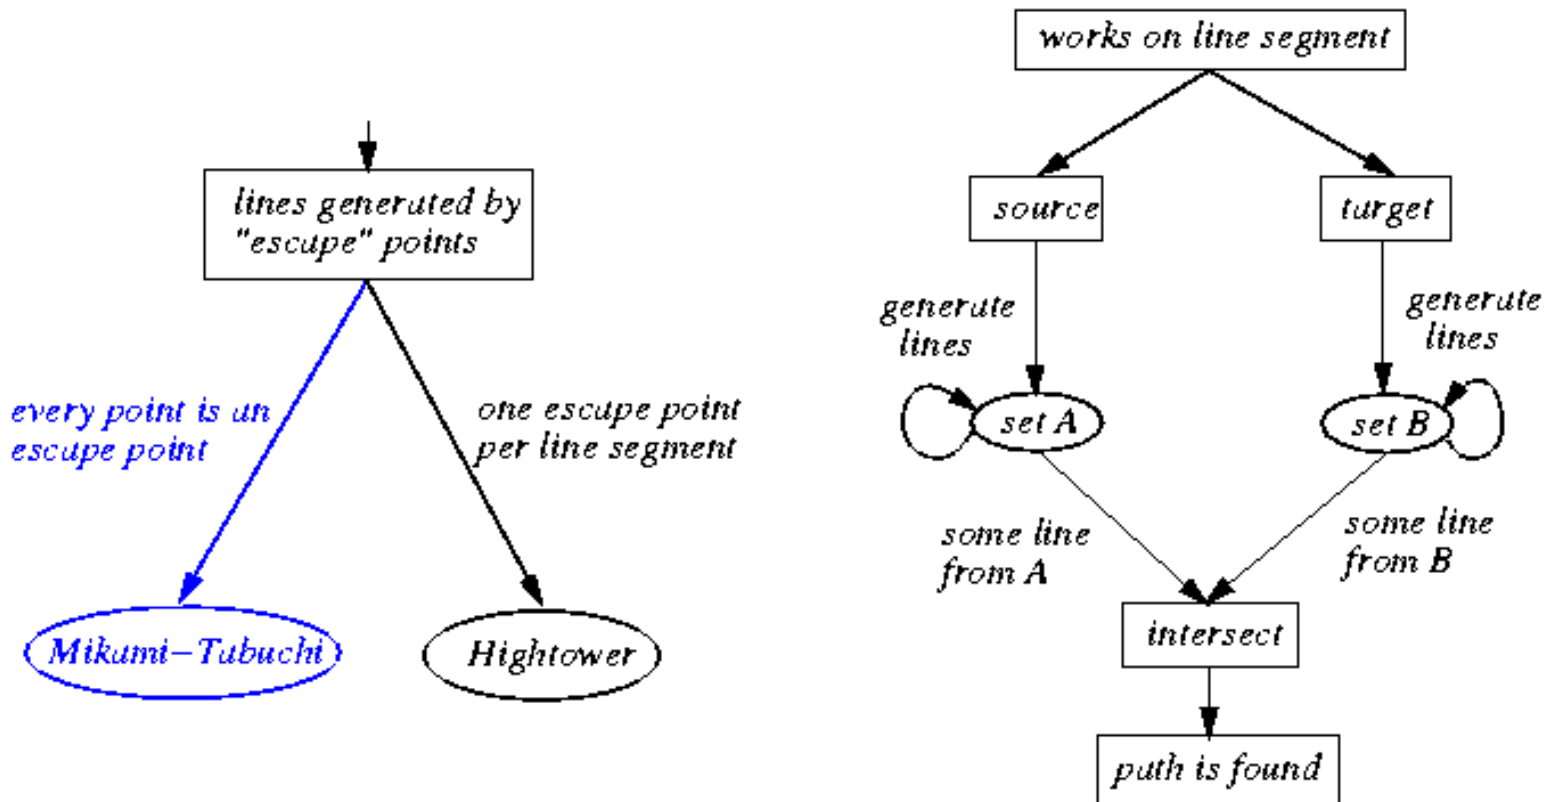 lines generated by
"escape" points
every point is an
escape point
one escape point
per line segment
Mikami-Tabuchi
Hightower
works on line segment
source
target
generate
lines
generate
lines
set A
set B
some line
from A
some line
from B
intersect
path is found